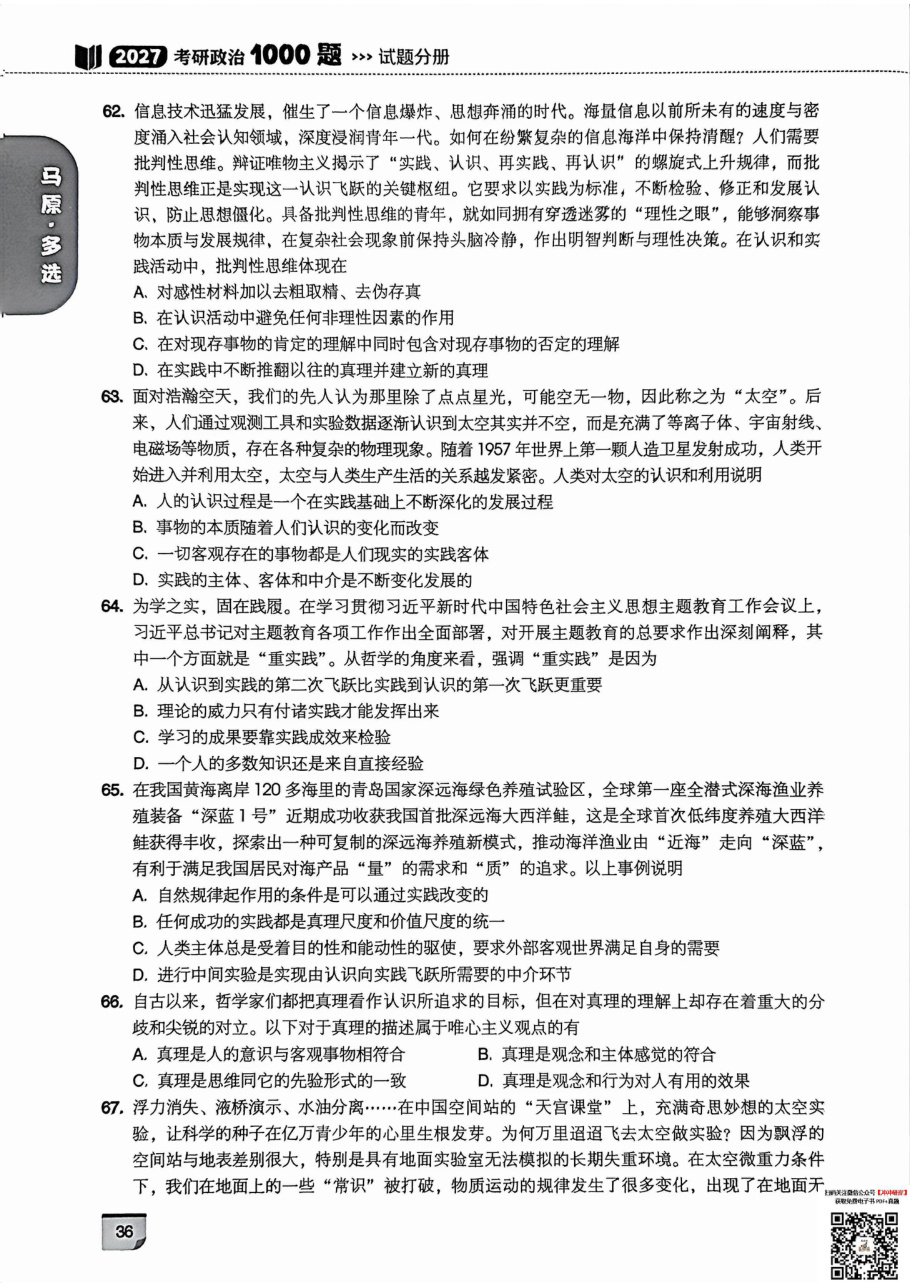 2027 考研政治1000题 >>> 试题分册
马原·多选
62. 信息技术迅猛发展，催生了一个信息爆炸、思想奔涌的时代。海量信息以前所未有的速度与密
度涌入社会认知领域，深度浸润青年一代。如何在纷繁复杂的信息海洋中保持清醒？人们需要
批判性思维。辩证唯物主义揭示了“实践、认识、再实践、再认识”的螺旋式上升规律，而批
判性思维正是实现这一认识飞跃的关键枢纽。它要求以实践为标准，不断检验、修正和发展认
识，防止思想僵化。具备批判性思维的青年，就如同拥有穿透迷雾的“理性之眼”，能够洞察事
物本质与发展规律，在复杂社会现象前保持头脑冷静，作出明智判断与理性决策。在认识和实
践活动中，批判性思维体现在
A. 对感性材料加以去粗取精、去伪存真
B. 在认识活动中避免任何非理性因素的作用
C. 在对现存事物的肯定的理解中同时包含对现存事物的否定的理解
D. 在实践中不断推翻以往的真理并建立新的真理
63. 面对浩瀚空天，我们的先人认为那里除了点点星光，可能空无一物，因此称之为“太空”。后
来，人们通过观测工具和实验数据逐渐认识到太空其实并不空，而是充满了等离子体、宇宙射线、
电磁场等物质，存在各种复杂的物理现象。随着1957年世界上第一颗人造卫星发射成功，人类开
始进入并利用太空，太空与人类生产生活的关系越发紧密。人类对太空的认识和利用说明
A. 人的认识过程是一个在实践基础上不断深化的发展过程
B. 事物的本质随着人们认识的变化而改变
C. 一切客观存在的事物都是人们现实的实践客体
D. 实践的主体、客体和中介是不断变化发展的
64. 为学之实，固在践履。在学习贯彻习近平新时代中国特色社会主义思想主题教育工作会议上，
习近平总书记对主题教育各项工作作出全面部署，对开展主题教育的总要求作出深刻阐释，其
中一个方面就是“重实践”。从哲学的角度来看，强调“重实践”是因为
A. 从认识到实践的第二次飞跃比实践到认识的第一次飞跃更重要
B. 理论的威力只有付诸实践才能发挥出来
C. 学习的成果要靠实践成效来检验
D. 一个人的多数知识还是来自直接经验
65. 在我国黄海离岸120多海里的青岛国家深远海绿色养殖试验区，全球第一座全潜式深海渔业养
殖装备“深蓝1号”近期成功收获我国首批深远海大西洋鲑，这是全球首次低纬度养殖大西洋
鲑获得丰收，探索出一种可复制的深远海养殖新模式，推动海洋渔业由“近海”走向“深蓝”，
有利于满足我国居民对海产品“量”的需求和“质”的追求。以上事例说明
A. 自然规律起作用的条件是可以通过实践改变的
B. 任何成功的实践都是真理尺度和价值尺度的统一
C. 人类主体总是受着目的性和能动性的驱使，要求外部客观世界满足自身的需要
D. 进行中间实验是实现由认识向实践飞跃所需要的中介环节
66. 自古以来，哲学家们都把真理看作认识所追求的目标，但在对真理的理解上却存在着重大的分
歧和尖锐的对立。以下对于真理的描述属于唯心主义观点的有
A. 真理是人的意识与客观事物相符合 B. 真理是观念和主体感觉的符合
C. 真理是思维同它的先验形式的一致 D. 真理是观念和行为对人有用的效果
67. 浮力消失、液桥演示、水油分离……在中国空间站的“天宫课堂”上，充满奇思妙想的太空实
验，让科学的种子在亿万青少年的心里生根发芽。为何万里迢迢飞去太空做实验？因为飘浮的
空间站与地表差别很大，特别是具有地面实验室无法模拟的长期失重环境。在太空微重力条件
下，我们在地面上的一些“常识”被打破，物质运动的规律发生了很多变化，出现了在地面无
扫码关注微信公众号【冲冲研资】
获取免费电子书PDF+真题
36